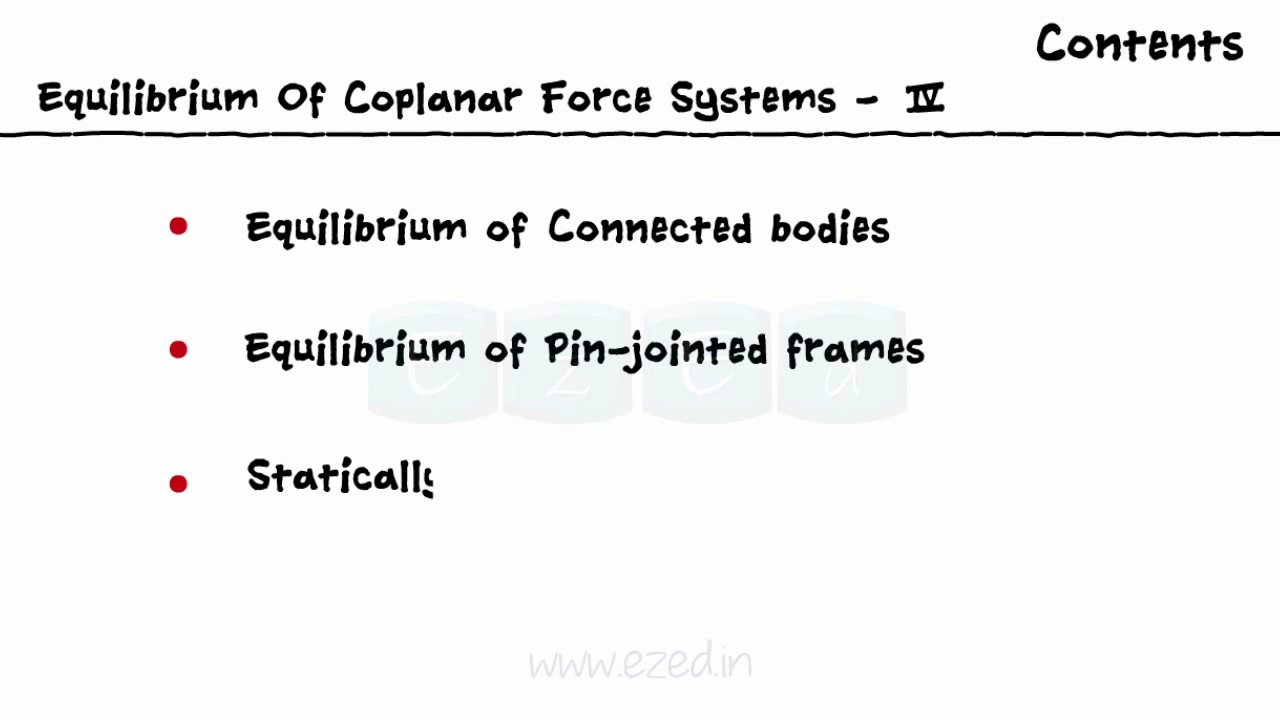 Contents
Equilibrium Of Coplanar Force Systems - IV
• Equilibrium of Connected bodies
• Equilibrium of Pin-jointed frames
• Statically
ezed
www.ezed.in